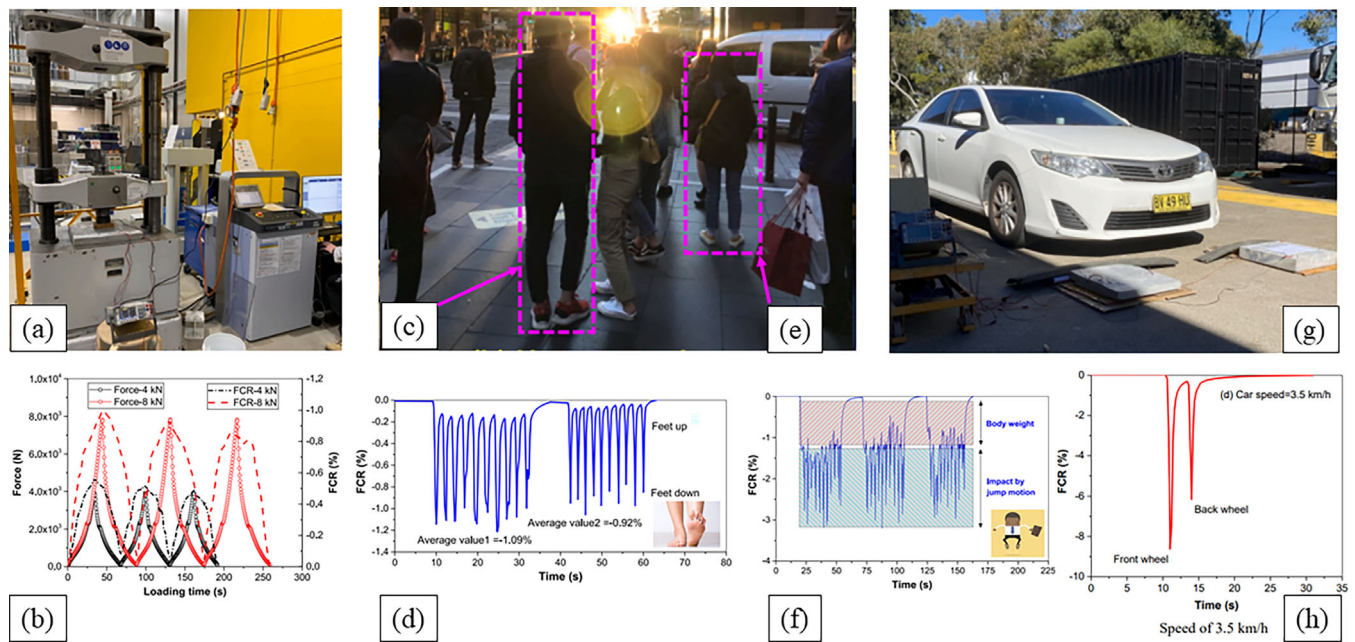 (a)
(c)
(e)
BV 49 HU
(g)
Force-4 kN
FCR-4 kN
Force-8 kN
FCR-8 kN
1.0x10⁴
8.0x10³
6.0x10³
4.0x10³
2.0x10³
0.0
-1.2
-1.0
-0.8
-0.6
-0.4
-0.2
0.0
Force (N)
FCR (%)
0 50 100 150 200 250 300
Loading time (s)
(b)
0.0
-0.2
-0.4
-0.6
-0.8
-1.0
-1.2
-1.4
FCR (%)
Feet up
Feet down
Average value2 =-0.92%
Average value1 =-1.09%
0 10 20 30 40 50 60 70 80
Time (s)
(d)
0
-1
-2
-3
-4
FCR (%)
Body weight
Impact by
jump motion
0 25 50 75 100 125 150 175 200 225
Time (s)
(f)
0
-2
-4
-6
-8
-10
FCR (%)
(d) Car speed=3.5 km/h
Back wheel
Front wheel
0 5 10 15 20 25 30 35
Time (s)
Speed of 3.5 km/h
(h)